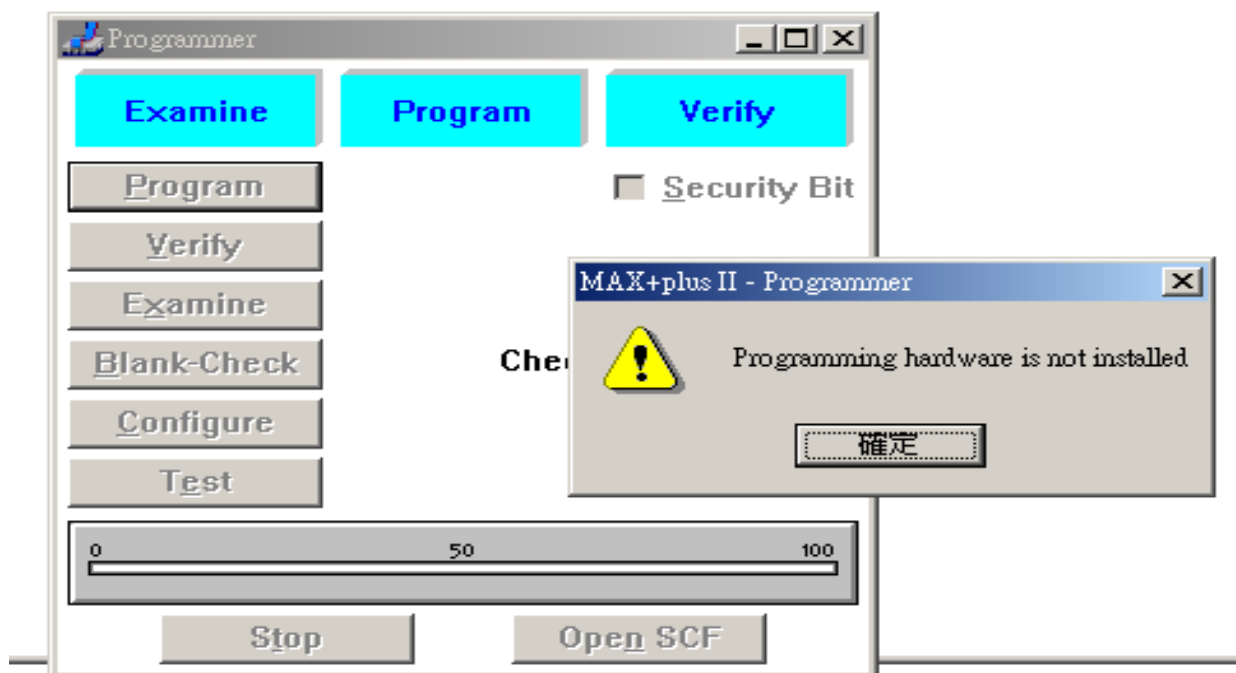 Programmer
Examine Program Verify
Program
Security Bit
Verify
MAX+plus II - Programmer
Examine
Programming hardware is not installed
Blank-Check
Configure
確定
Test
0 50 100
Stop Open SCF